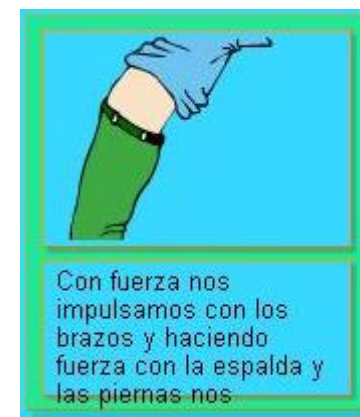 Con fuerza nos
impulsamos con los
brazos y haciendo
fuerza con la espalda y
las piernas nos